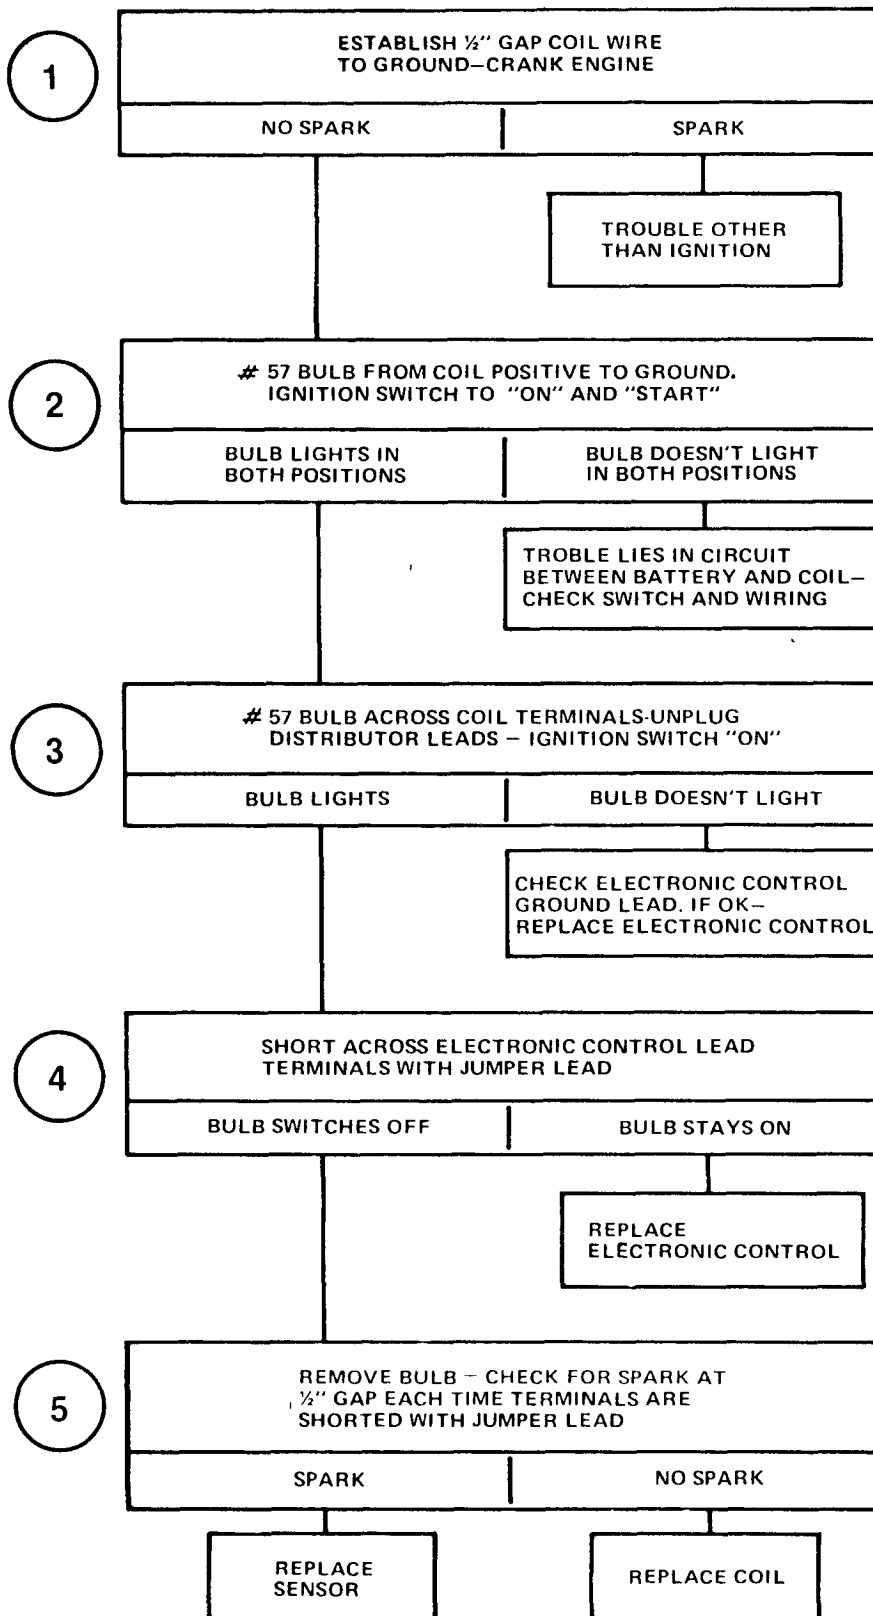 1
ESTABLISH ½" GAP COIL WIRE
TO GROUND–CRANK ENGINE
NO SPARK
SPARK
TROUBLE OTHER
THAN IGNITION
2
# 57 BULB FROM COIL POSITIVE TO GROUND.
IGNITION SWITCH TO "ON" AND "START"
BULB LIGHTS IN
BOTH POSITIONS
BULB DOESN'T LIGHT
IN BOTH POSITIONS
TROBLE LIES IN CIRCUIT
BETWEEN BATTERY AND COIL–
CHECK SWITCH AND WIRING
3
# 57 BULB ACROSS COIL TERMINALS-UNPLUG
DISTRIBUTOR LEADS – IGNITION SWITCH "ON"
BULB LIGHTS
BULB DOESN'T LIGHT
CHECK ELECTRONIC CONTROL
GROUND LEAD. IF OK–
REPLACE ELECTRONIC CONTROL
4
SHORT ACROSS ELECTRONIC CONTROL LEAD
TERMINALS WITH JUMPER LEAD
BULB SWITCHES OFF
BULB STAYS ON
REPLACE
ELECTRONIC CONTROL
5
REMOVE BULB – CHECK FOR SPARK AT
½" GAP EACH TIME TERMINALS ARE
SHORTED WITH JUMPER LEAD
SPARK
NO SPARK
REPLACE
SENSOR
REPLACE COIL